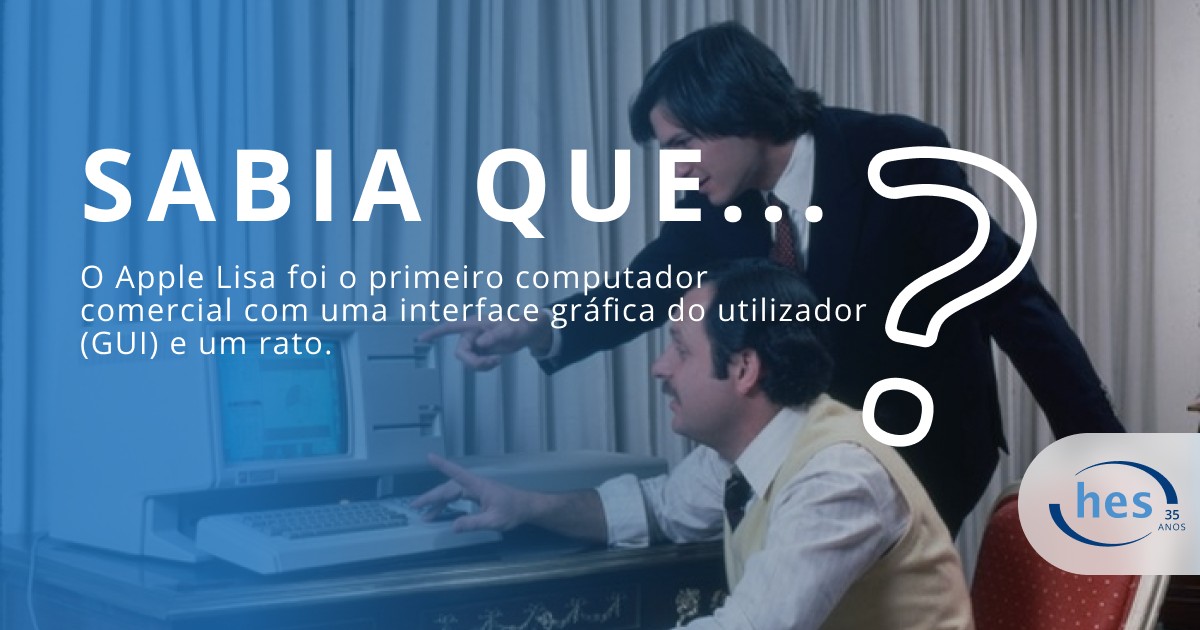 SABIA QUE...
?
O Apple Lisa foi o primeiro computador
comercial com uma interface gráfica do utilizador
(GUI) e um rato.
hes
35
ANOS